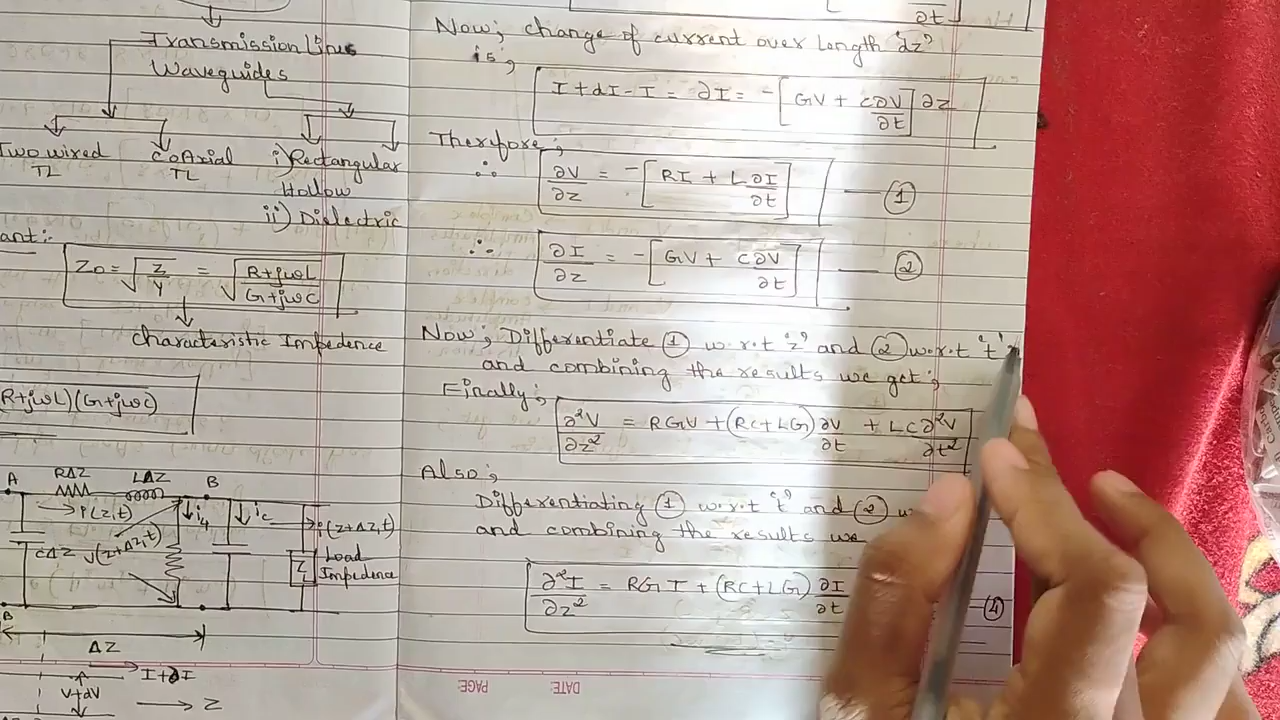 Transmission Lines
Waveguides
Two wired
TL
CoAxial
TL
i) Rectangular
Hollow
ii) Dielectric
ant:-
Z0 = √Z/Y = √R+jωL/G+jωC
Characteristic Impedence
(R+jωL)(G+jωC)
A
RΔZ
LΔZ
B
i(z,t)
ic
i(z+ΔZ,t)
CΔZ
v(z+ΔZ,t)
ZL
Load
Impedence
B
ΔZ
I+∂I
V+dV
Z
∂t
Now; change of current over length 'dz'
is,
I+dI-I = ∂I = -[GV + C∂V/∂t]∂z
Therefore;
∴ ∂V/∂z = -[RI + L∂I/∂t] — ①
∴ ∂I/∂z = -[GV + C∂V/∂t] — ②
Now; Differentiate ① w.r.t 'z' and ② w.r.t 't'
and combining the results we get;
Finally;
∂²V/∂z² = RGV + (RC+LG)∂V/∂t + LC∂²V/∂t²
Also;
Differentiating ① w.r.t 't' and ②
and combining the results we
∂²I/∂z² = RGI + (RC+LG)∂I/∂t
④
DATE:
PAGE: